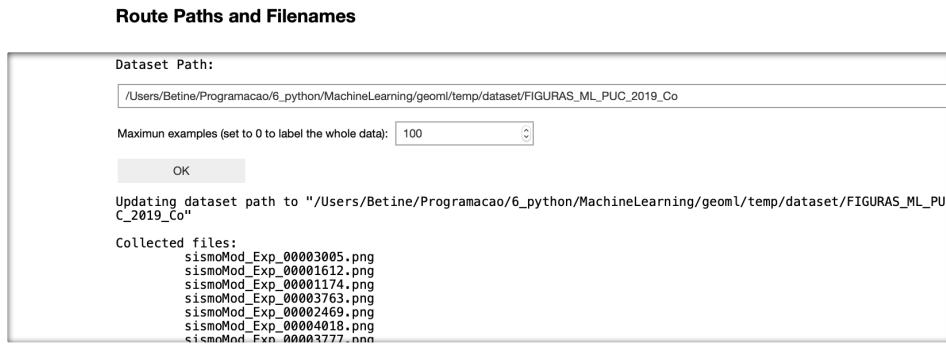 Route Paths and Filenames
Dataset Path:
/Users/Betine/Programacao/6_python/MachineLearning/geoml/temp/dataset/FIGURAS_ML_PUC_2019_Co
Maximun examples (set to 0 to label the whole data): 100
OK
Updating dataset path to "/Users/Betine/Programacao/6_python/MachineLearning/geoml/temp/dataset/FIGURAS_ML_PU
C_2019_Co"
Collected files:
sismoMod_Exp_00003005.png
sismoMod_Exp_00001612.png
sismoMod_Exp_00001174.png
sismoMod_Exp_00003763.png
sismoMod_Exp_00002469.png
sismoMod_Exp_00004018.png
sismoMod_Exp_00003777.png